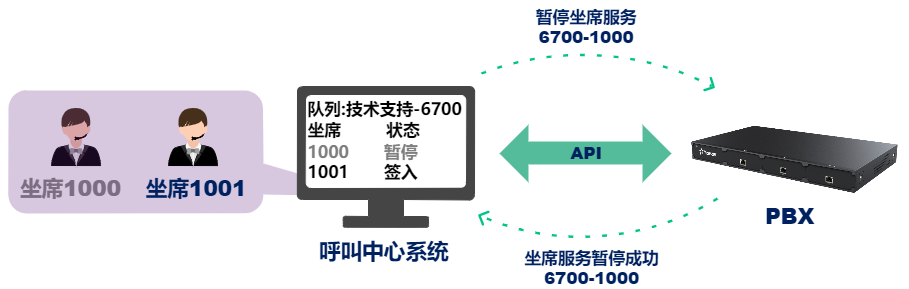 暂停坐席服务
6700-1000
队列:技术支持-6700
坐席 状态
1000 暂停
1001 签入
坐席1000
坐席1001
API
PBX
呼叫中心系统
坐席服务暂停成功
6700-1000